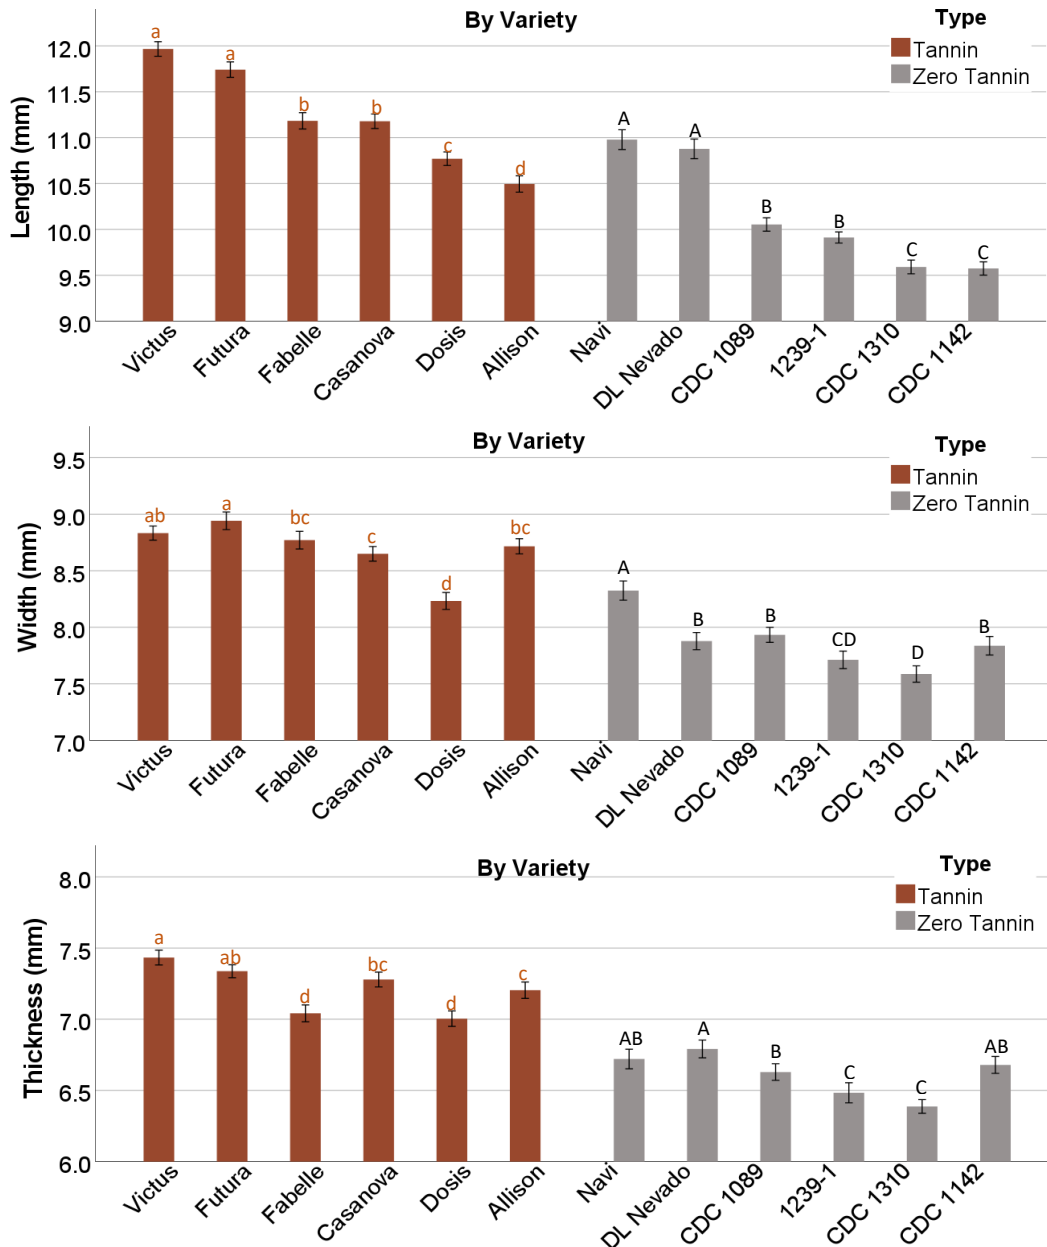 By Variety
Type
Tannin
Zero Tannin
Length (mm)
12.0
11.5
11.0
10.5
10.0
9.5
9.0
a
a
b
b
c
d
A
A
B
B
C
C
Victus
Futura
Fabelle
Casanova
Dosis
Allison
Navi
DL Nevado
CDC 1089
1239-1
CDC 1310
CDC 1142
By Variety
Type
Tannin
Zero Tannin
Width (mm)
9.5
9.0
8.5
8.0
7.5
7.0
ab
a
bc
c
d
bc
A
B
B
CD
D
B
Victus
Futura
Fabelle
Casanova
Dosis
Allison
Navi
DL Nevado
CDC 1089
1239-1
CDC 1310
CDC 1142
By Variety
Type
Tannin
Zero Tannin
Thickness (mm)
8.0
7.5
7.0
6.5
6.0
a
ab
d
bc
d
c
AB
A
B
C
C
AB
Victus
Futura
Fabelle
Casanova
Dosis
Allison
Navi
DL Nevado
CDC 1089
1239-1
CDC 1310
CDC 1142